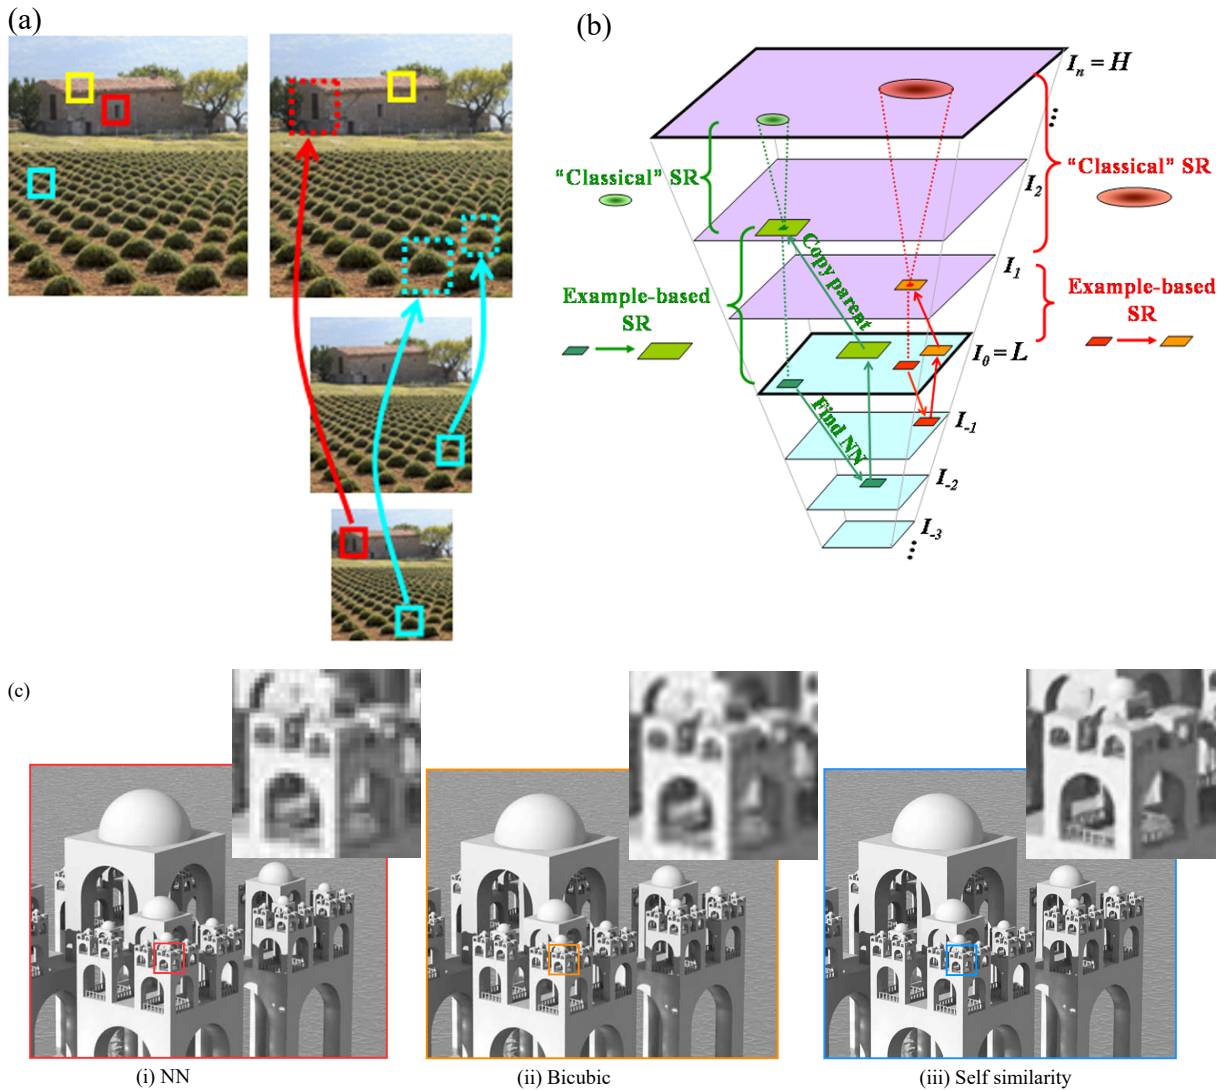 (a)
(b)
I_n = H
...
"Classical" SR
"Classical" SR
I_2
Copy parent
I_1
Example-based
SR
Example-based
SR
I_0 = L
Find NN
I_-1
I_-2
I_-3
...
(c)
(i) NN
(ii) Bicubic
(iii) Self similarity